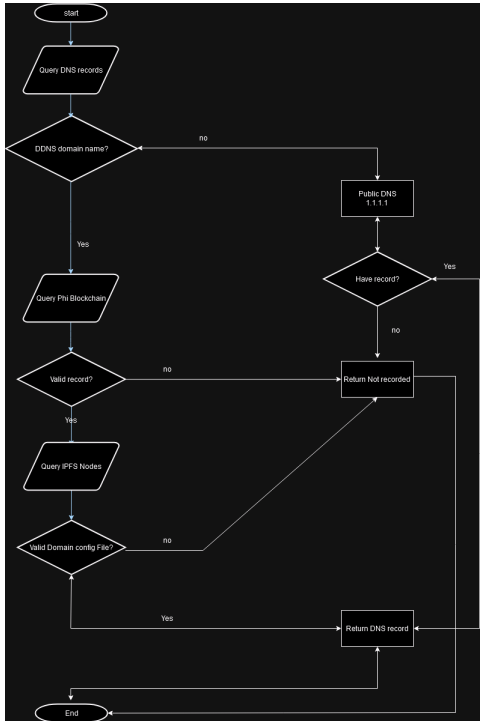 start
Query DNS records
DDNS domain name?
no
Public DNS
1.1.1.1
Yes
Have record?
Yes
Query Phi Blockchain
no
Valid record?
no
Return Not recorded
Yes
Query IPFS Nodes
no
Valid Domain config File?
Yes
Return DNS record
End